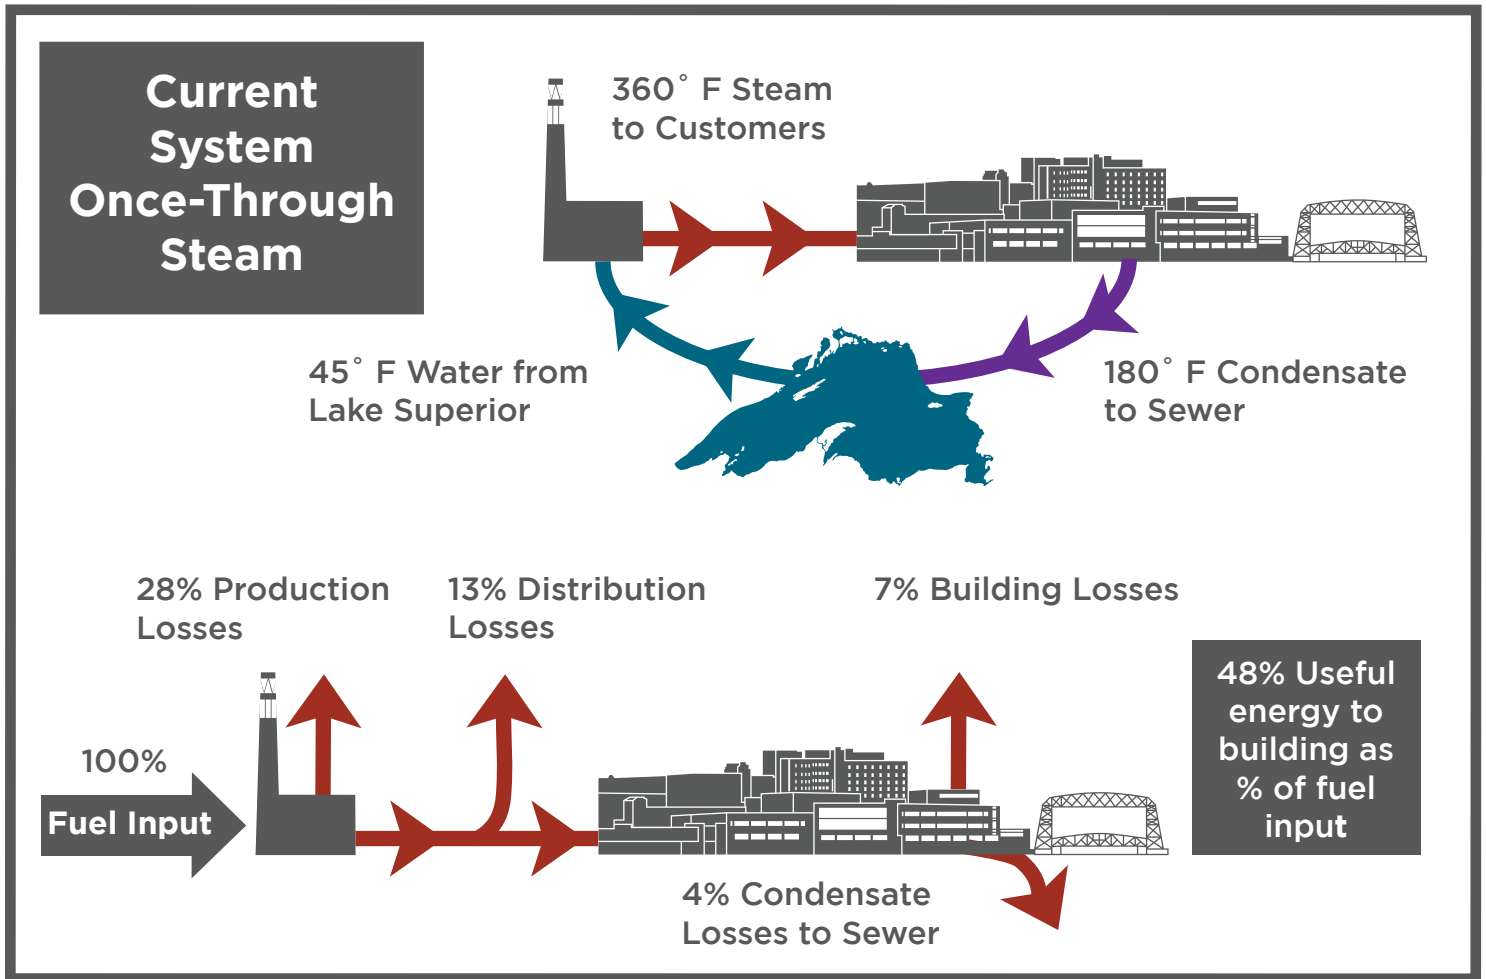 Current
System
Once-Through
Steam
360° F Steam
to Customers
45° F Water from
Lake Superior
180° F Condensate
to Sewer
28% Production
Losses
13% Distribution
Losses
7% Building Losses
100%
Fuel Input
4% Condensate
Losses to Sewer
48% Useful
energy to
building as
% of fuel
input